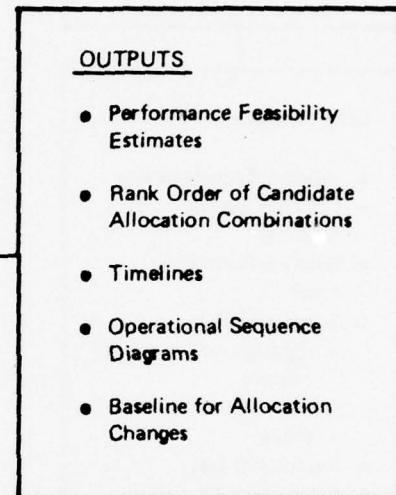 OUTPUTS
• Performance Feasibility
Estimates
• Rank Order of Candidate
Allocation Combinations
• Timelines
• Operational Sequence
Diagrams
• Baseline for Allocation
Changes